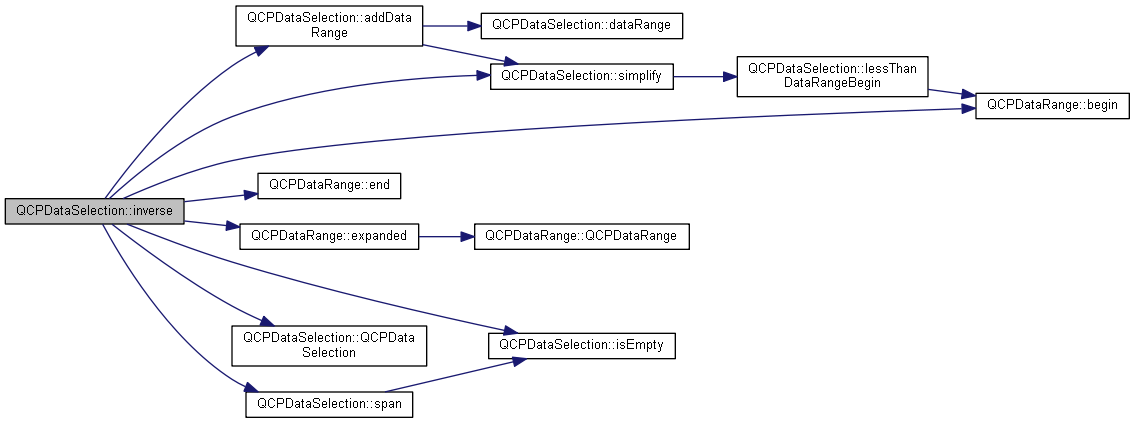 QCPDataSelection::addData
Range
QCPDataSelection::dataRange
QCPDataSelection::simplify
QCPDataSelection::lessThan
DataRangeBegin
QCPDataRange::begin
QCPDataRange::end
QCPDataSelection::inverse
QCPDataRange::expanded
QCPDataRange::QCPDataRange
QCPDataSelection::QCPData
Selection
QCPDataSelection::isEmpty
QCPDataSelection::span